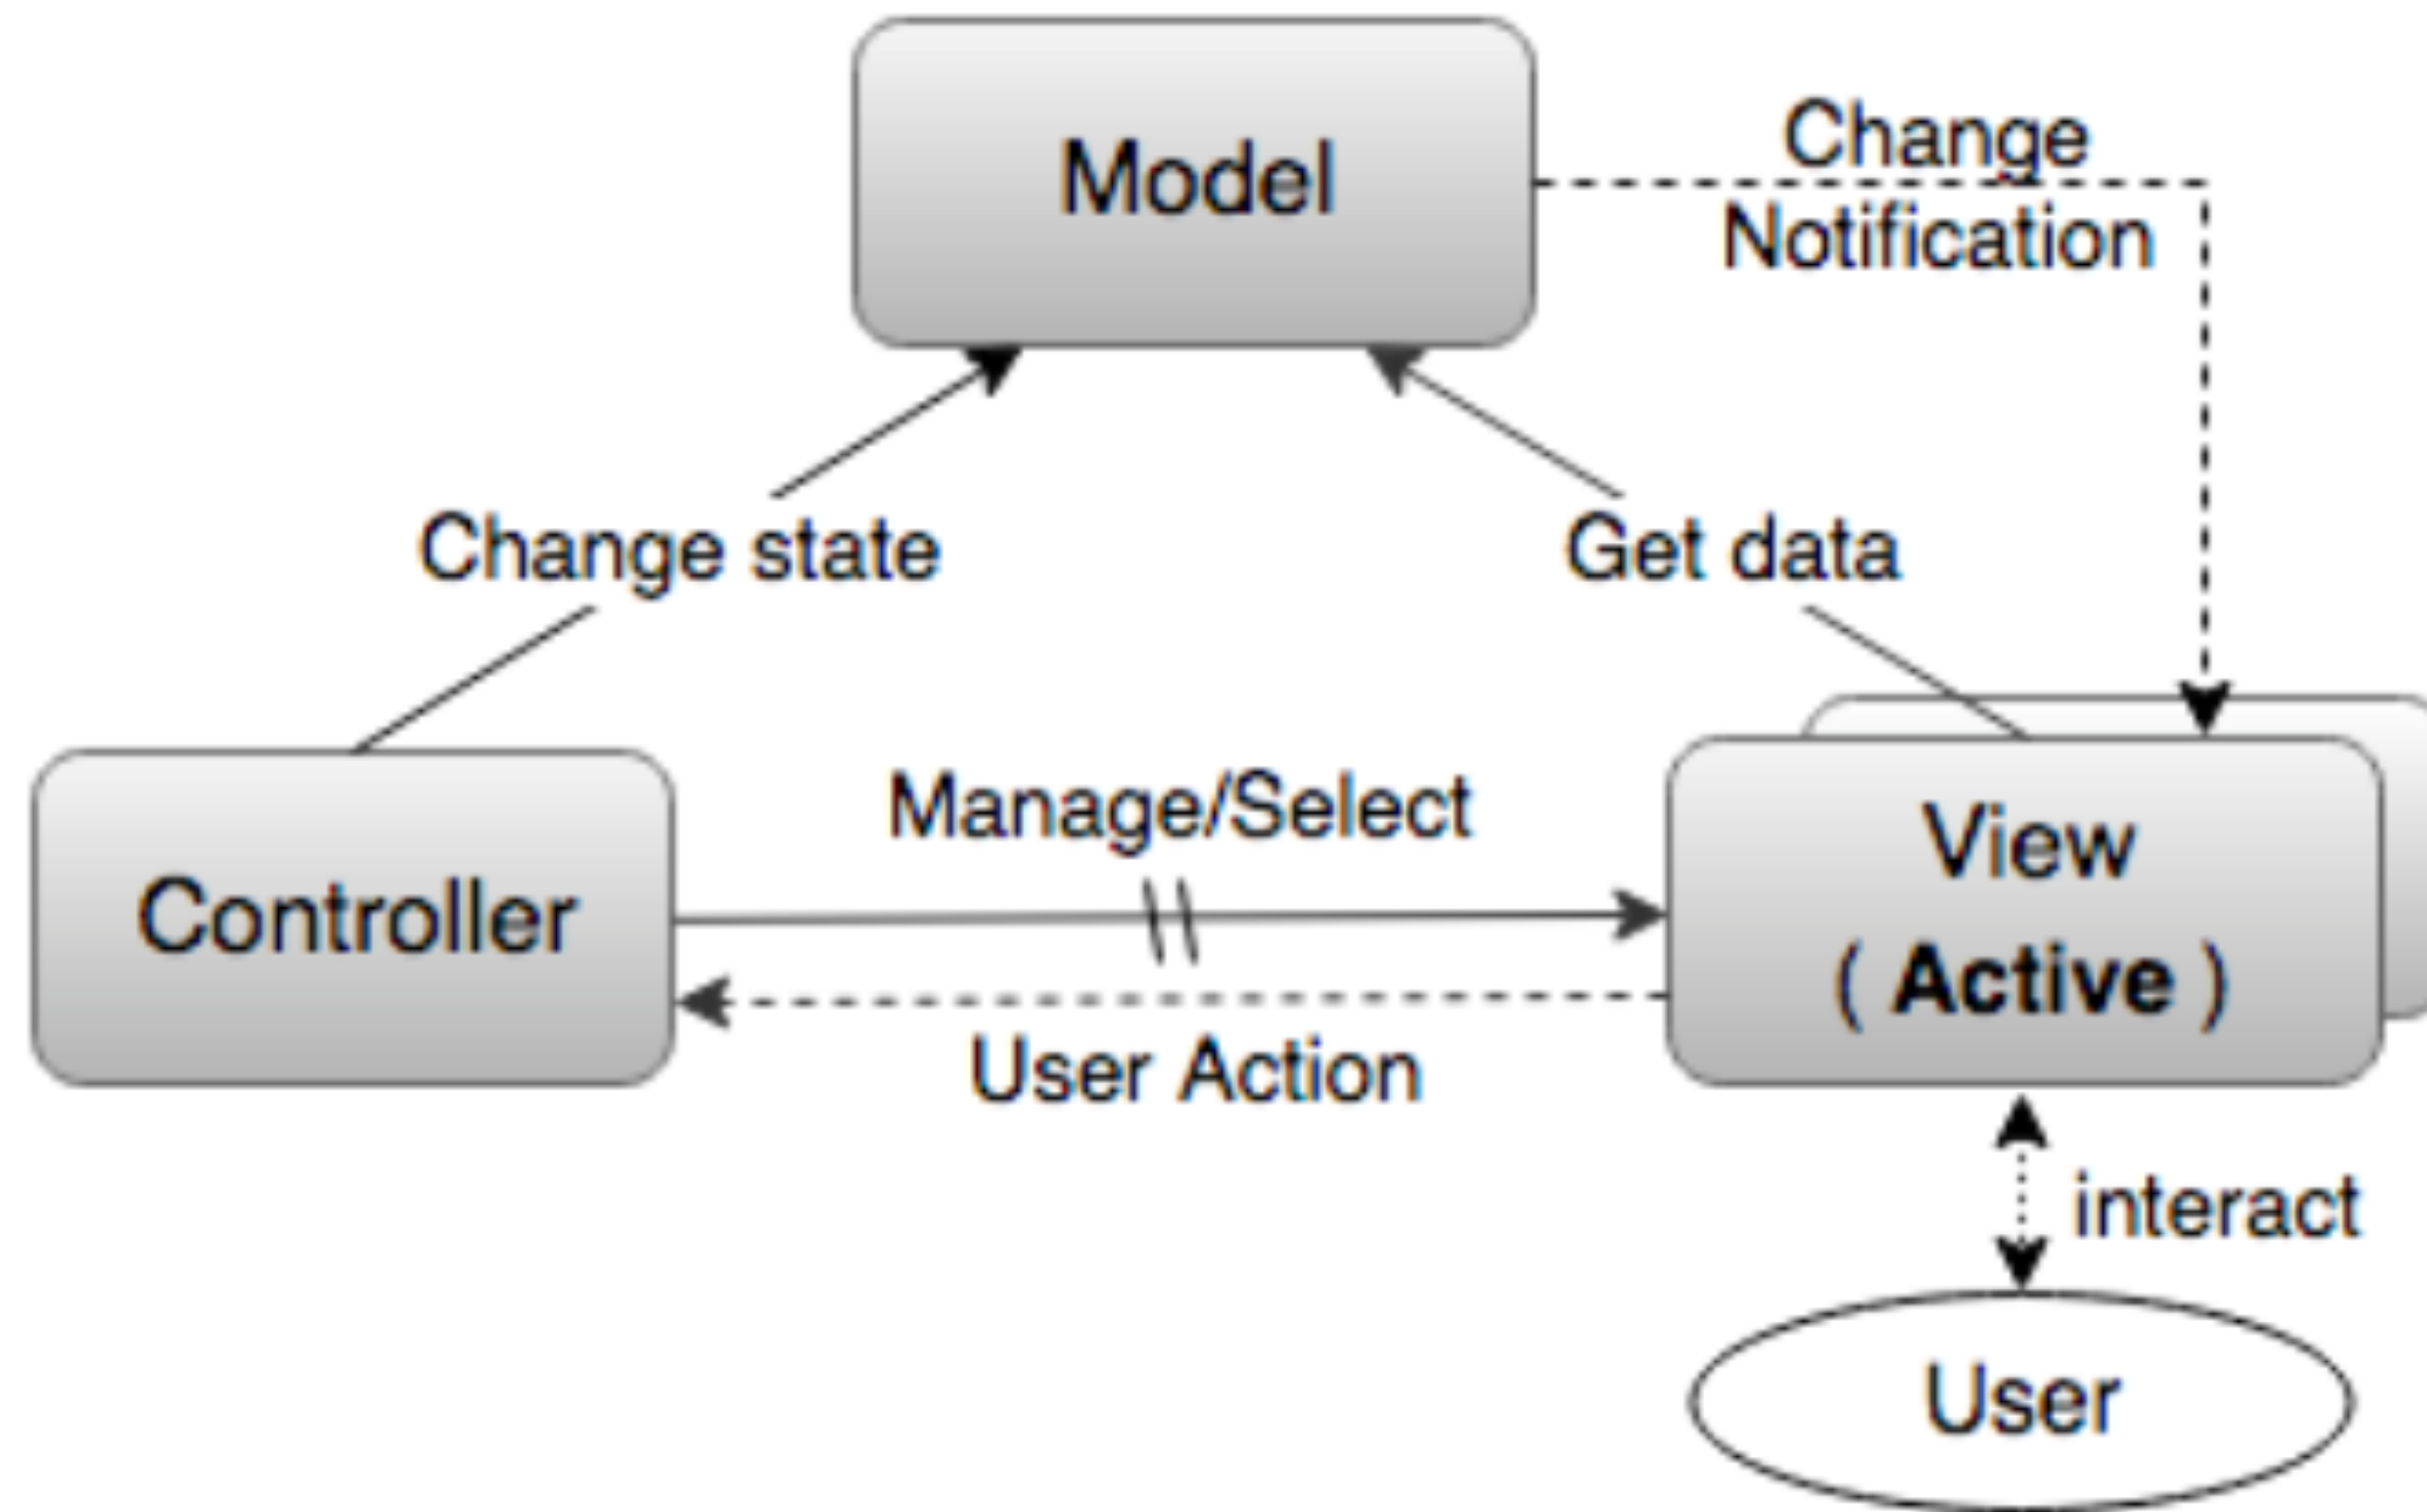 Model
Change
Notification
Change state
Get data
Manage/Select
Controller
View
( Active )
User Action
interact
User